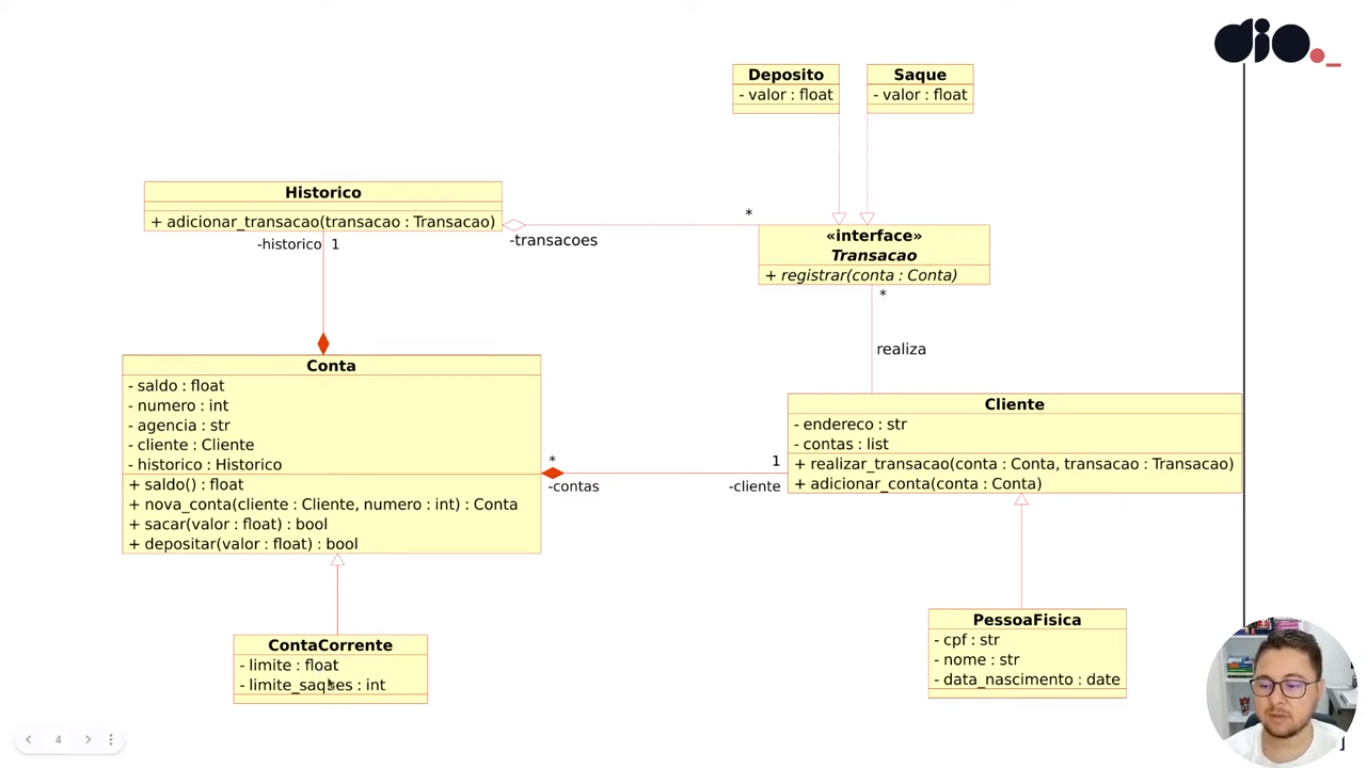 dio._
Deposito
- valor : float
Saque
- valor : float
Historico
+ adicionar_transacao(transacao : Transacao)
-historico 1
-transacoes
*
«interface»
Transacao
+ registrar(conta : Conta)
*
realiza
Conta
- saldo : float
- numero : int
- agencia : str
- cliente : Cliente
- historico : Historico
+ saldo() : float
+ nova_conta(cliente : Cliente, numero : int) : Conta
+ sacar(valor : float) : bool
+ depositar(valor : float) : bool
*
-contas
1
-cliente
Cliente
- endereco : str
- contas : list
+ realizar_transacao(conta : Conta, transacao : Transacao)
+ adicionar_conta(conta : Conta)
ContaCorrente
- limite : float
- limite_saques : int
PessoaFisica
- cpf : str
- nome : str
- data_nascimento : date
4